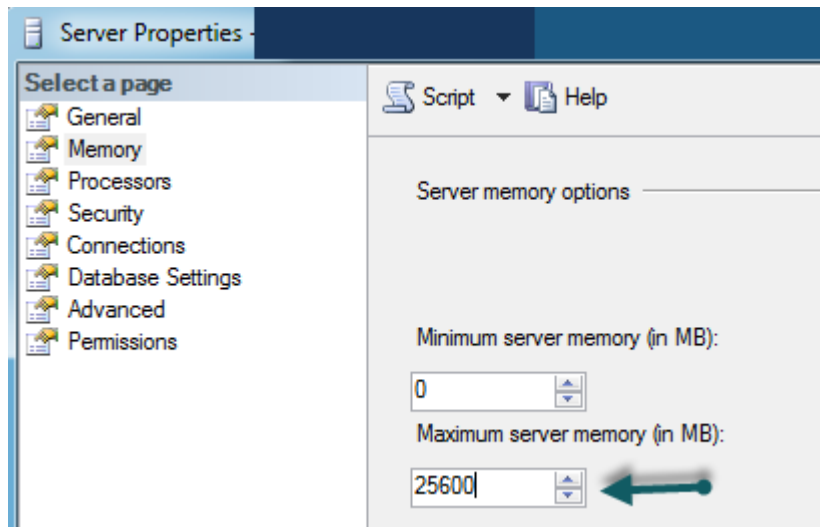 Server Properties -
Select a page
General
Memory
Processors
Security
Connections
Database Settings
Advanced
Permissions
Script Help
Server memory options
Minimum server memory (in MB):
0
Maximum server memory (in MB):
25600